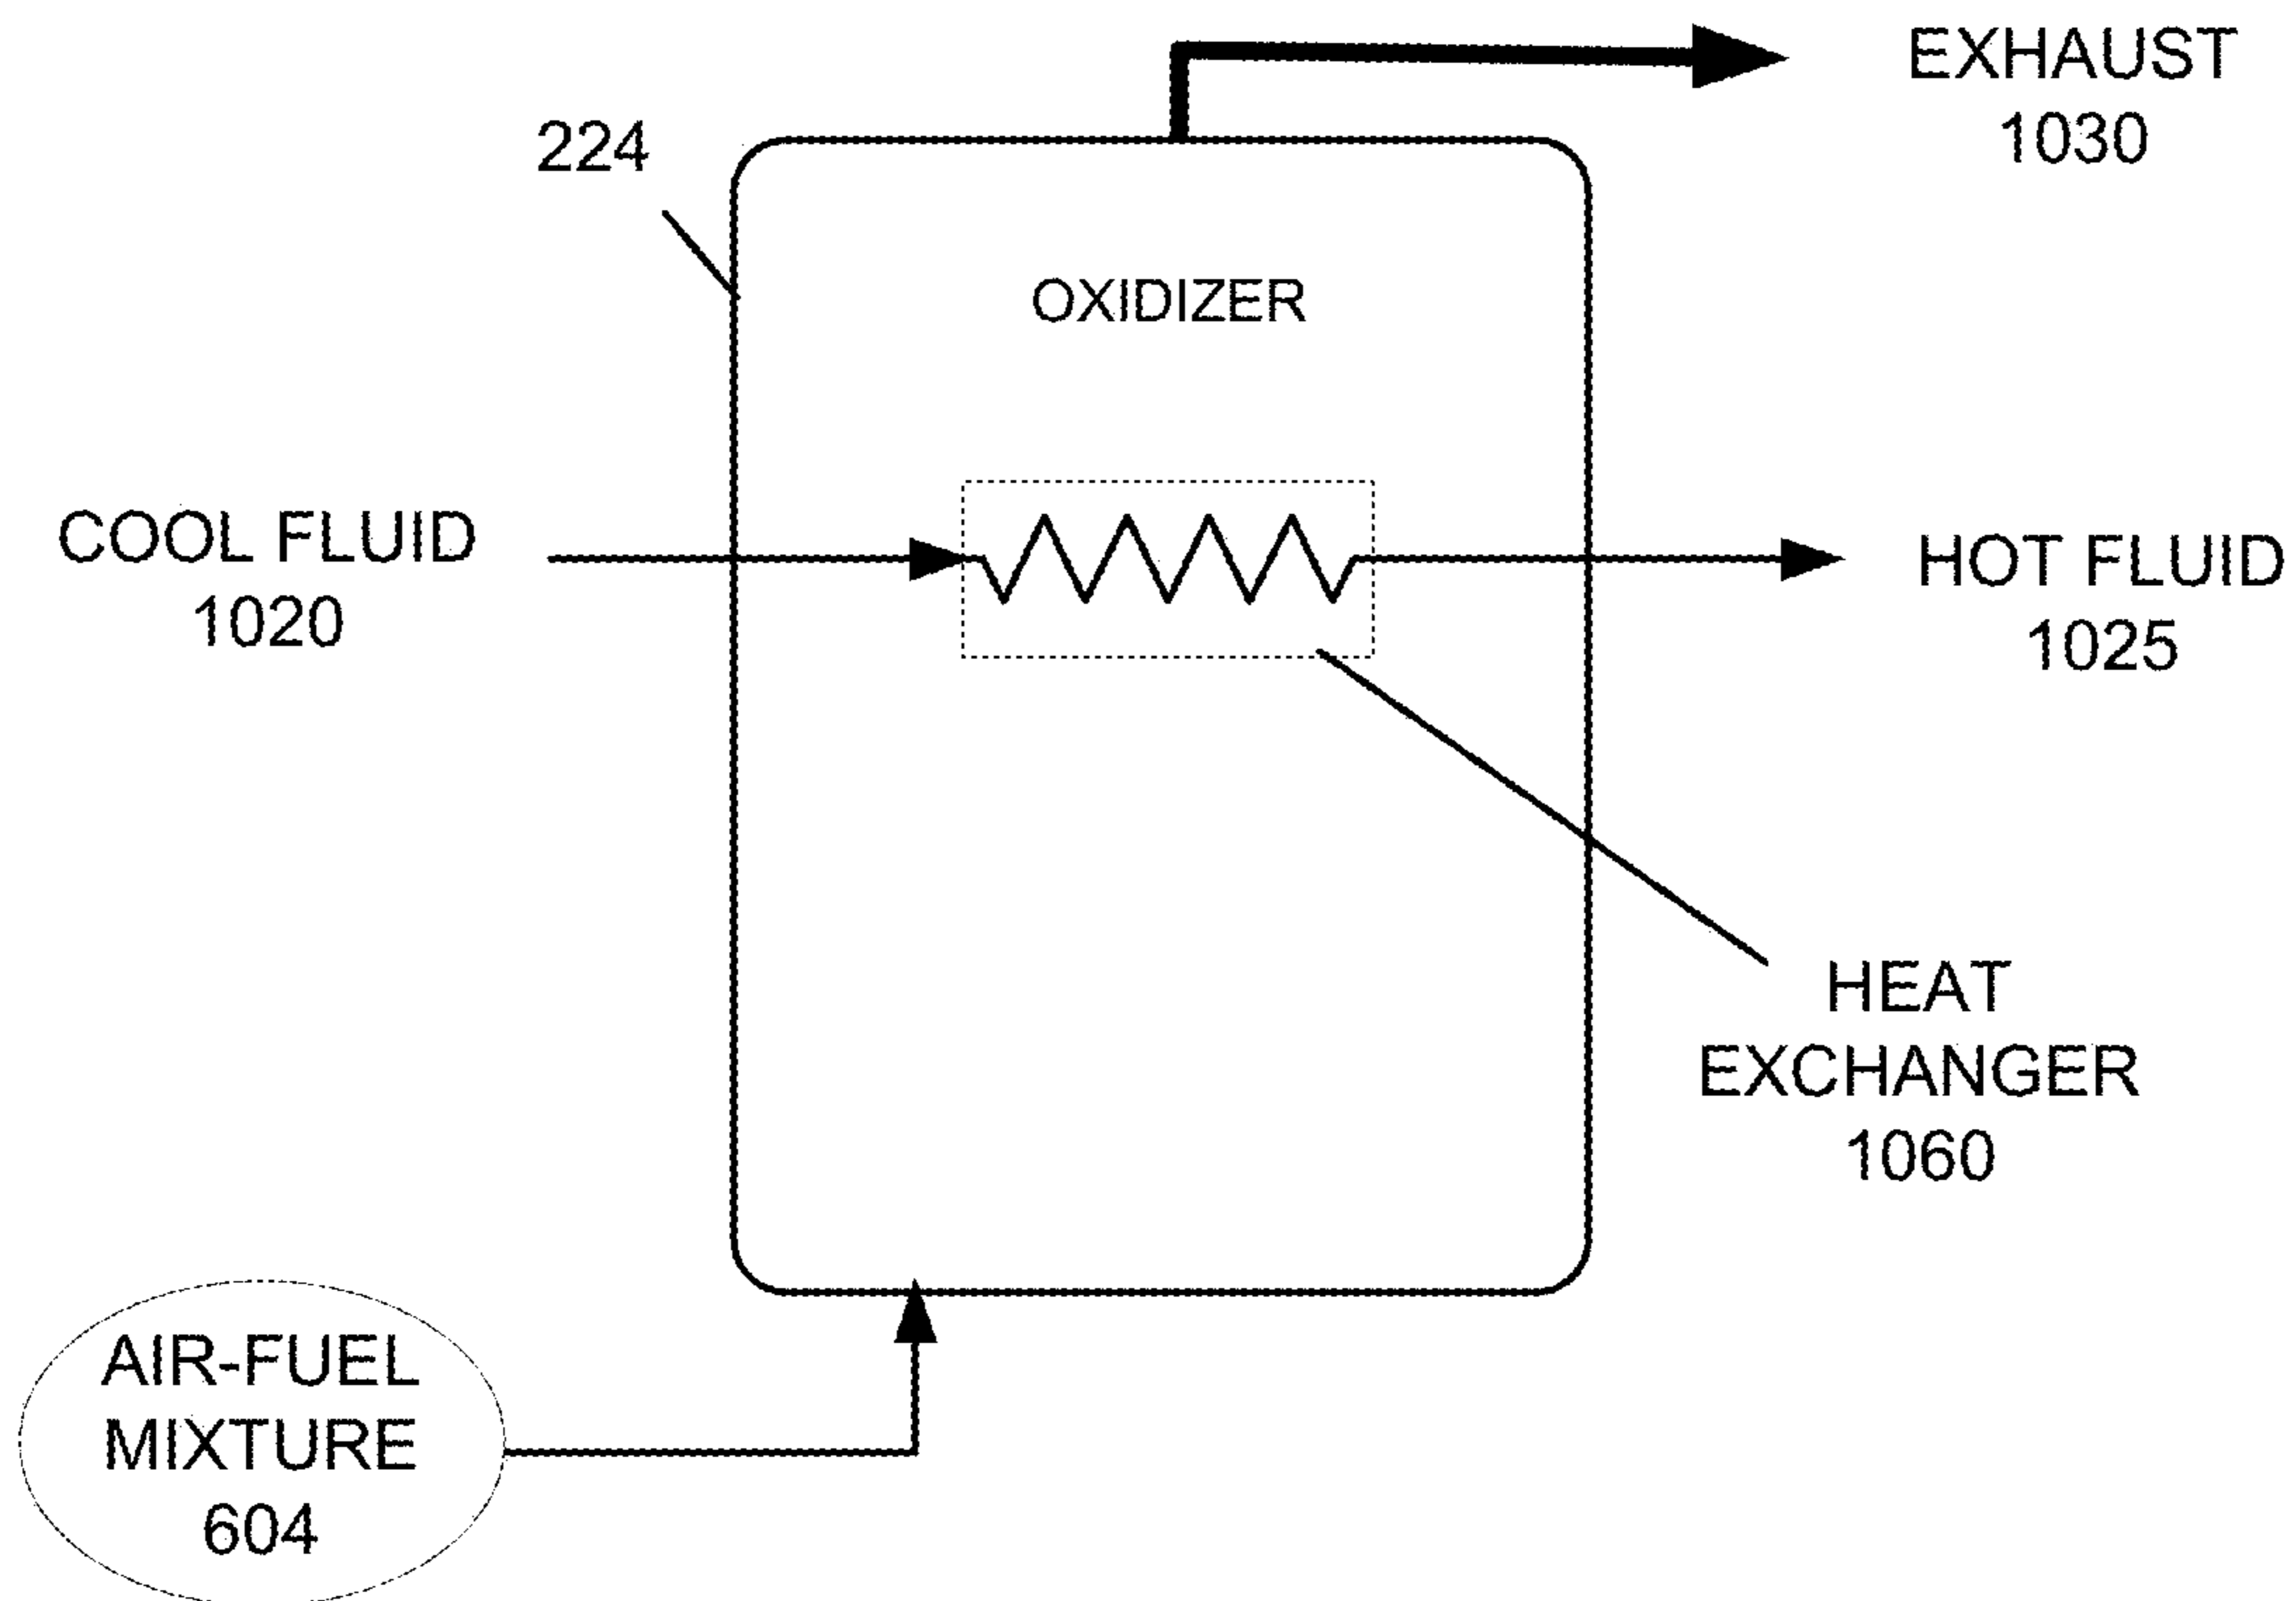 EXHAUST
1030
224
OXIDIZER
COOL FLUID
1020
HOT FLUID
1025
HEAT
EXCHANGER
1060
AIR-FUEL
MIXTURE
604